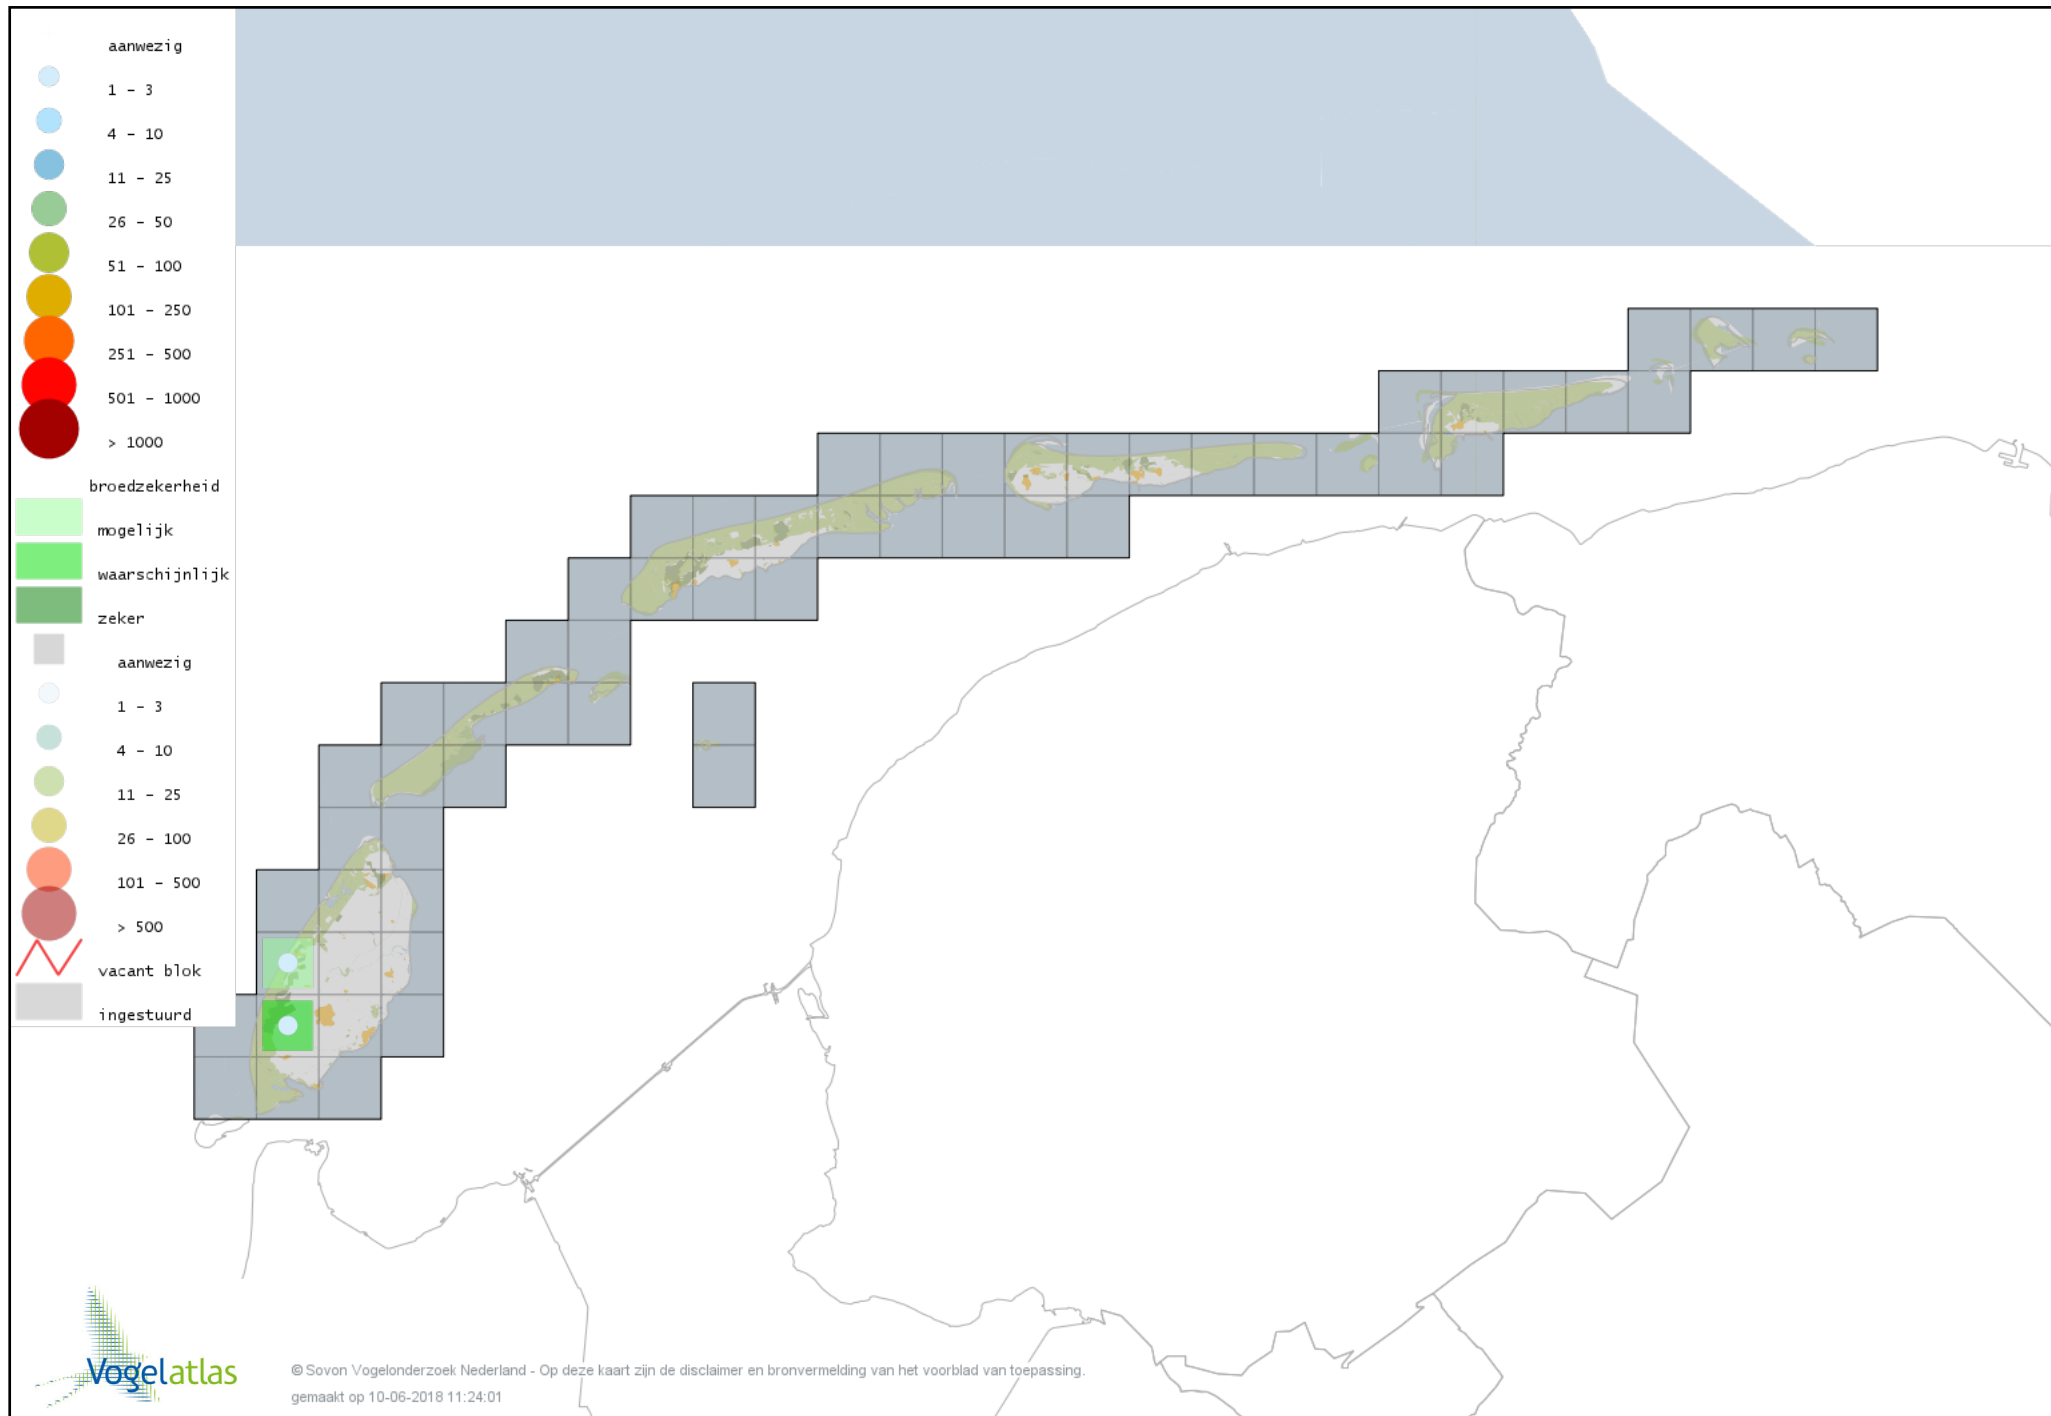 aanwezig
1 - 3
4 - 10
11 - 25
26 - 50
51 - 100
101 - 250
251 - 500
501 - 1000
> 1000
broedzekerheid
mogelijk
waarschijnlijk
zeker
aanwezig
1 - 3
4 - 10
11 - 25
26 - 100
101 - 500
> 500
vacant blok
ingestuurd
Vogelatlas
© Sovon Vogelonderzoek Nederland - Op deze kaart zijn de disclaimer en bronvermelding van het voorblad van toepassing.
gemaakt op 10-06-2018 11:24:01